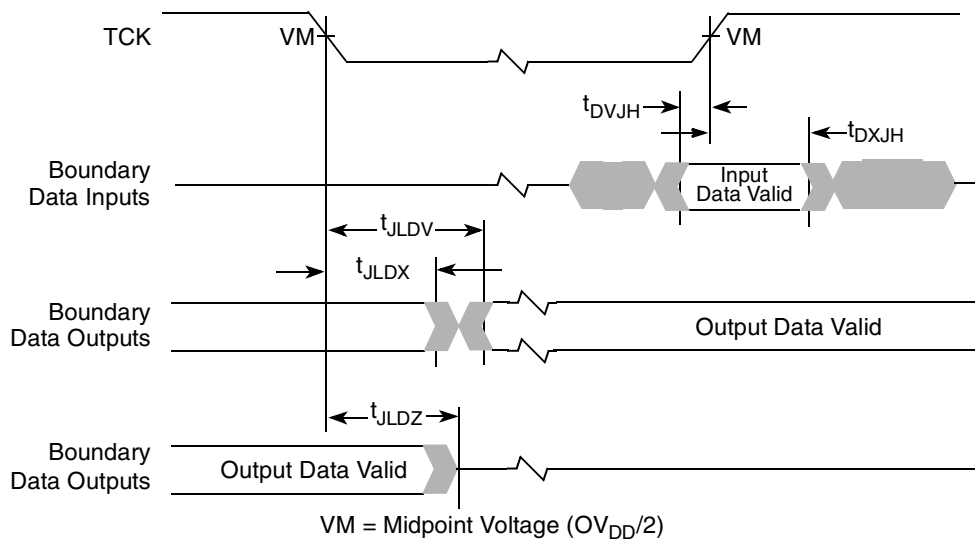 TCK
VM
VM
tDVJH
tDXJH
Boundary
Data Inputs
Input
Data Valid
tJLDV
tJLDX
Boundary
Data Outputs
Output Data Valid
tJLDZ
Boundary
Data Outputs
Output Data Valid
VM = Midpoint Voltage (OVDD/2)